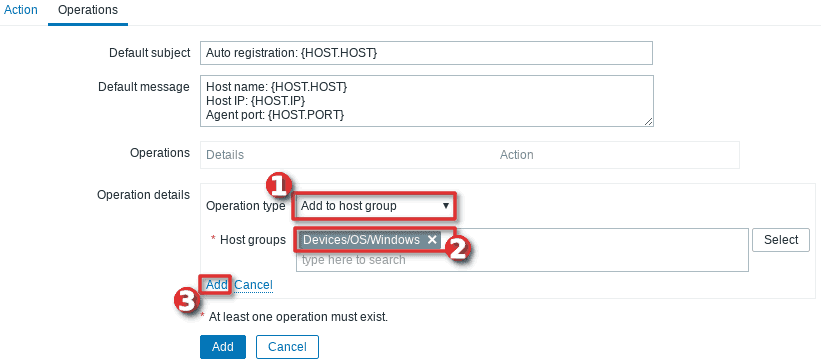 Action Operations
Default subject Auto registration: {HOST.HOST}
Default message Host name: {HOST.HOST}
Host IP: {HOST.IP}
Agent port: {HOST.PORT}
Operations Details Action
Operation details
1
Operation type Add to host group
* Host groups Devices/OS/Windows × Select
2
type here to search
Add Cancel
3
* At least one operation must exist.
Add Cancel